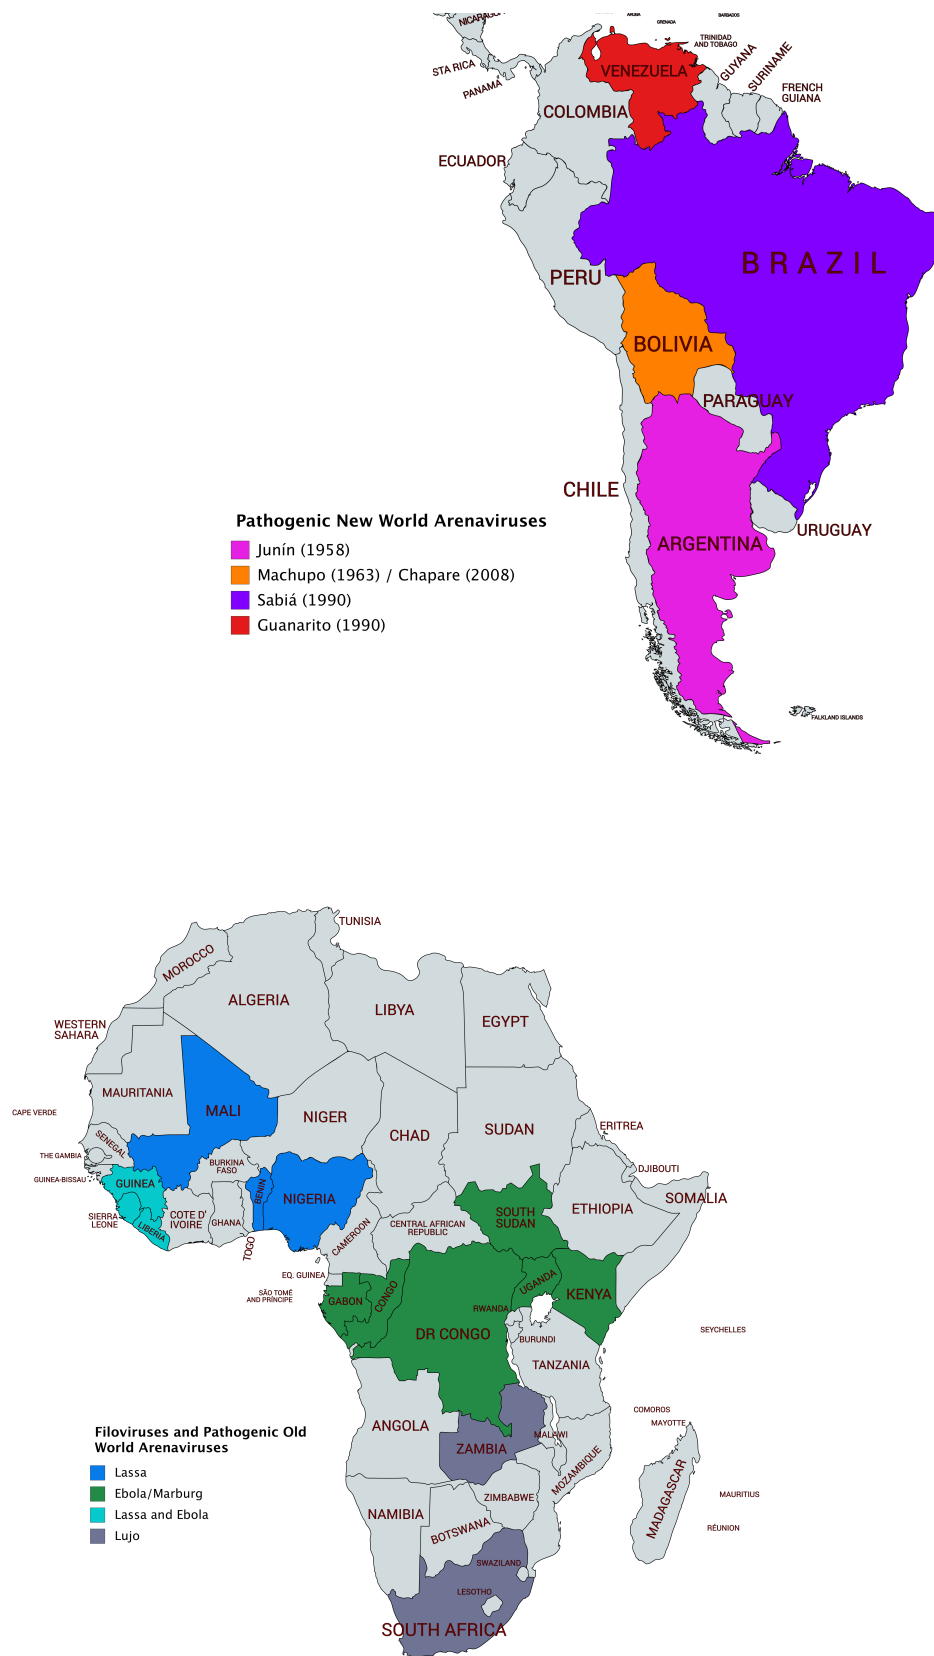 NICARAGU
ARUBA
GRENADA
BARBADOS
TRINIDAD
AND TOBAGO
STA RICA
PANAMÁ
VENEZUELA
GUYANA
SURINAME
FRENCH
GUIANA
COLOMBIA
ECUADOR
BRAZIL
PERU
BOLIVIA
PARAGUAY
CHILE
URUGUAY
ARGENTINA
FALKLAND ISLANDS
Pathogenic New World Arenaviruses
Junín (1958)
Machupo (1963) / Chapare (2008)
Sabiá (1990)
Guanarito (1990)
TUNISIA
MOROCCO
ALGERIA
LIBYA
EGYPT
WESTERN
SAHARA
MAURITANIA
CAPE VERDE
MALI
NIGER
CHAD
SUDAN
ERITREA
SENEGAL
THE GAMBIA
GUINEA-BISSAU
GUINEA
BURKINA
FASO
BENIN
NIGERIA
DJIBOUTI
SOMALIA
ETHIOPIA
SOUTH
SUDAN
SIERRA
LEONE
LIBERIA
COTE D'
IVOIRE
GHANA
TOGO
CAMEROON
CENTRAL AFRICAN
REPUBLIC
EQ. GUINEA
SÃO TOMÉ
AND PRÍNCIPE
GABON
CONGO
DR CONGO
UGANDA
RWANDA
KENYA
BURUNDI
TANZANIA
SEYCHELLES
COMOROS
MAYOTTE
ANGOLA
ZAMBIA
MALAWI
MOZAMBIQUE
MADAGASCAR
MAURITIUS
RÉUNION
ZIMBABWE
NAMIBIA
BOTSWANA
SWAZILAND
LESOTHO
SOUTH AFRICA
Filoviruses and Pathogenic Old
World Arenaviruses
Lassa
Ebola/Marburg
Lassa and Ebola
Lujo